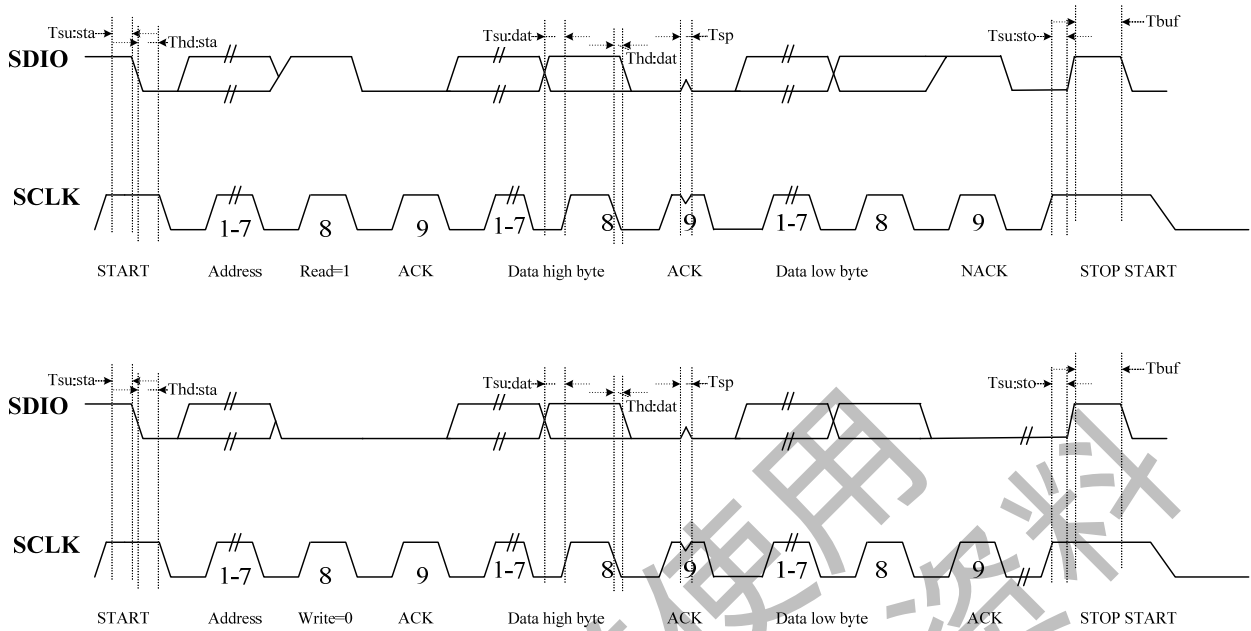 Tsu:sta Thd:sta Tsu:dat Thd:dat Tsp Tsu:sto Tbuf
SDIO
SCLK
1-7 8 9 1-7 8 9 1-7 8 9
START Address Read=1 ACK Data high byte ACK Data low byte NACK STOP START
Tsu:sta Thd:sta Tsu:dat Thd:dat Tsp Tsu:sto Tbuf
SDIO
SCLK
1-7 8 9 1-7 8 9 1-7 8 9
START Address Write=0 ACK Data high byte ACK Data low byte ACK STOP START
使用
资料